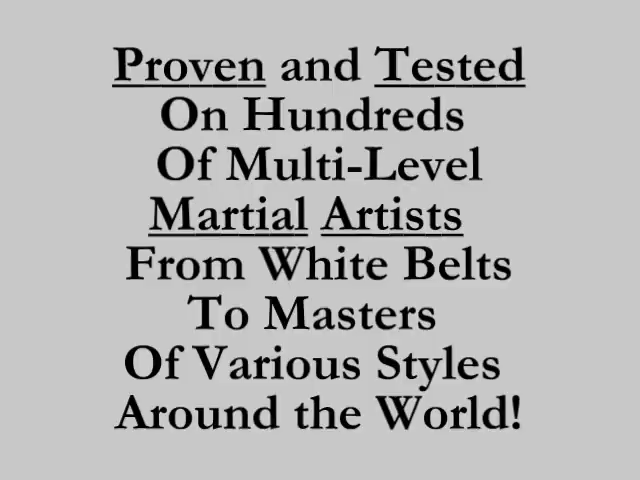 Proven and Tested
On Hundreds
Of Multi-Level
Martial Artists
From White Belts
To Masters
Of Various Styles
Around the World!